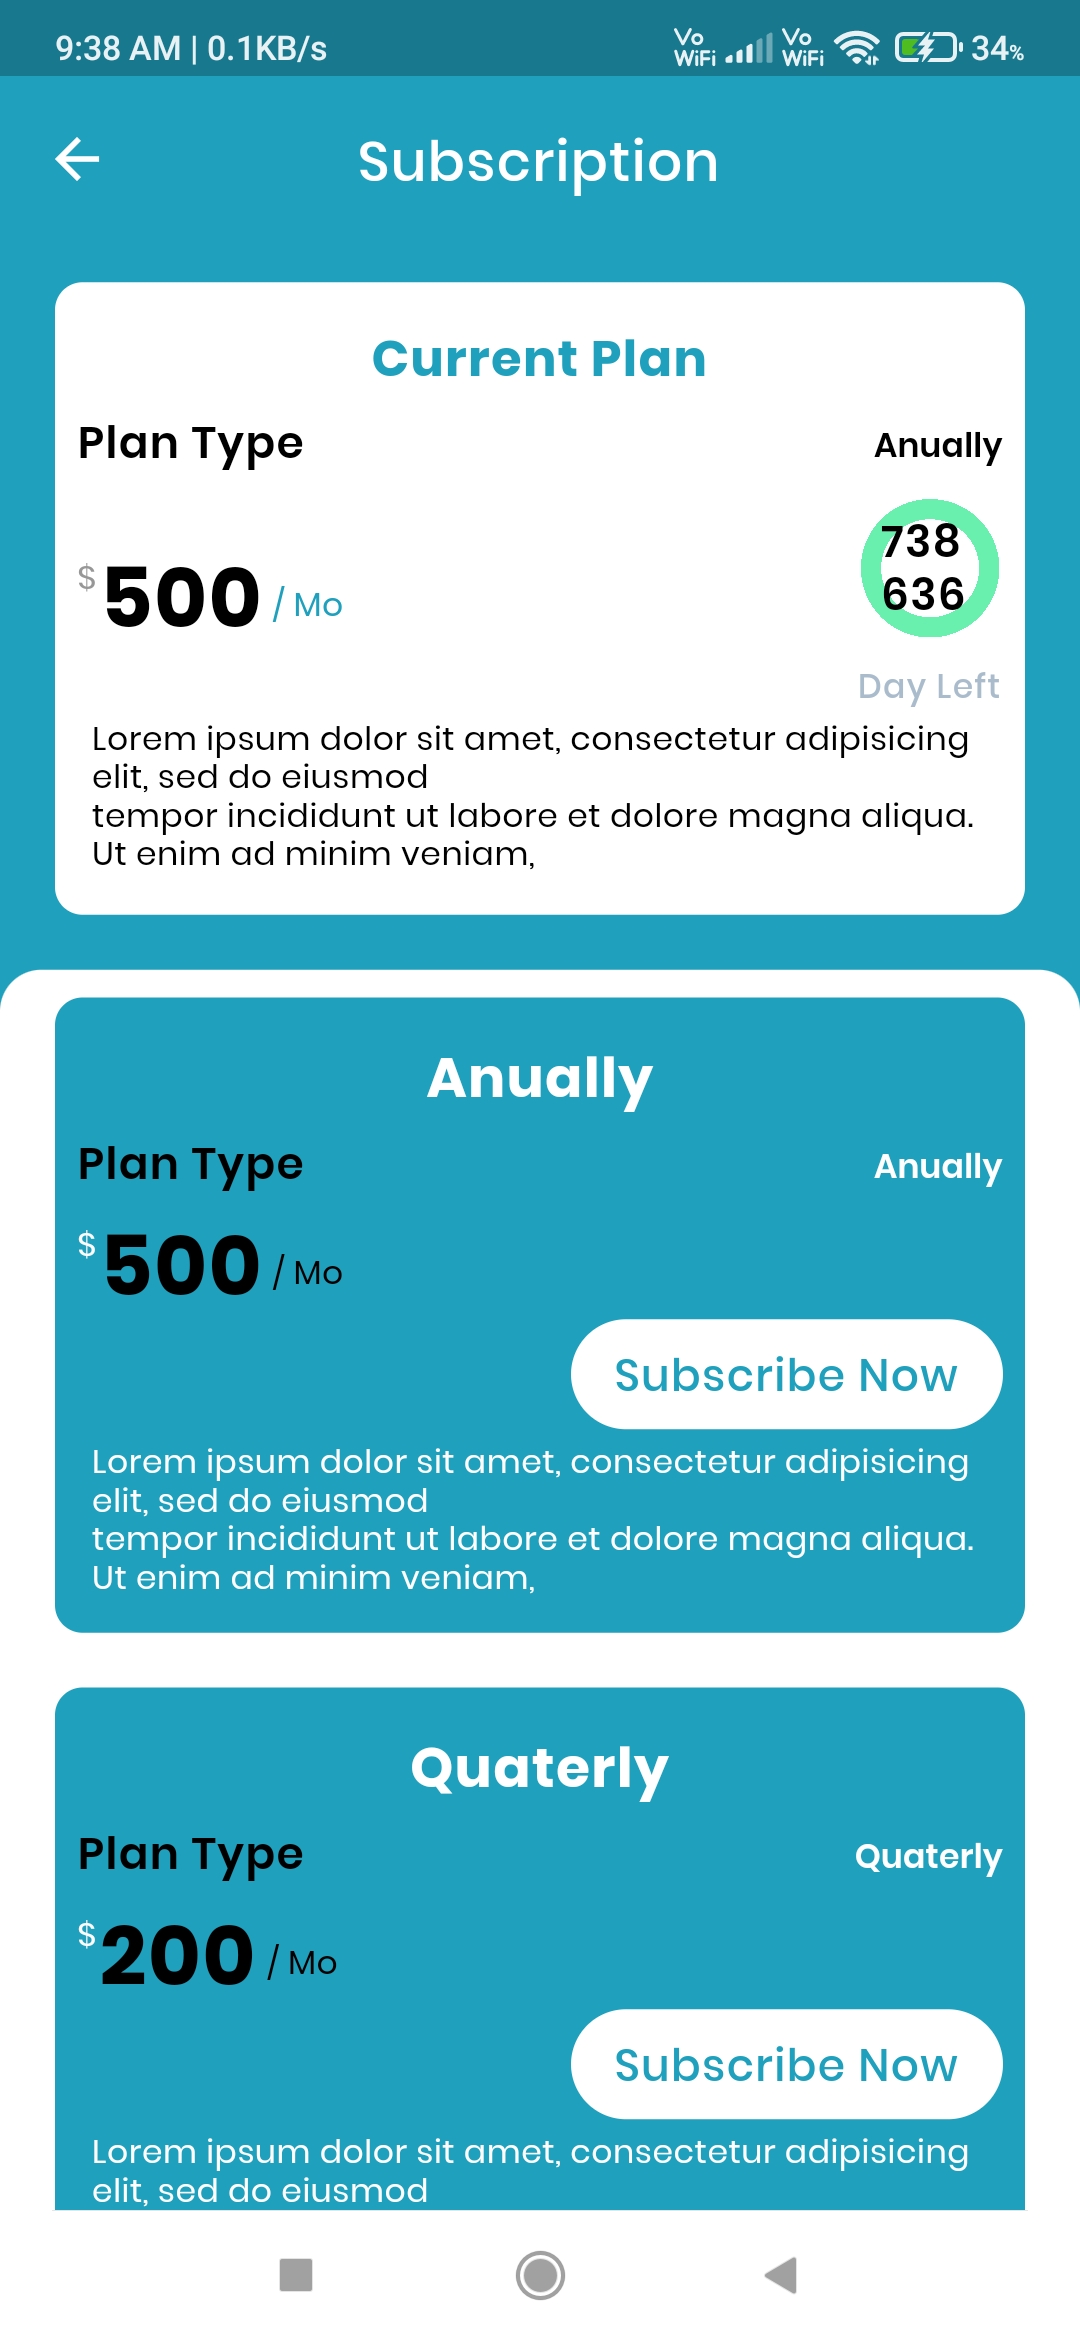 9:38 AM | 0.1KB/s Vo WiFi Vo WiFi 34%
Subscription
Current Plan
Plan Type Anually
$500 / Mo
738
636
Day Left
Lorem ipsum dolor sit amet, consectetur adipisicing
elit, sed do eiusmod
tempor incididunt ut labore et dolore magna aliqua.
Ut enim ad minim veniam,
Anually
Plan Type Anually
$500 / Mo
Subscribe Now
Lorem ipsum dolor sit amet, consectetur adipisicing
elit, sed do eiusmod
tempor incididunt ut labore et dolore magna aliqua.
Ut enim ad minim veniam,
Quaterly
Plan Type Quaterly
$200 / Mo
Subscribe Now
Lorem ipsum dolor sit amet, consectetur adipisicing
elit, sed do eiusmod